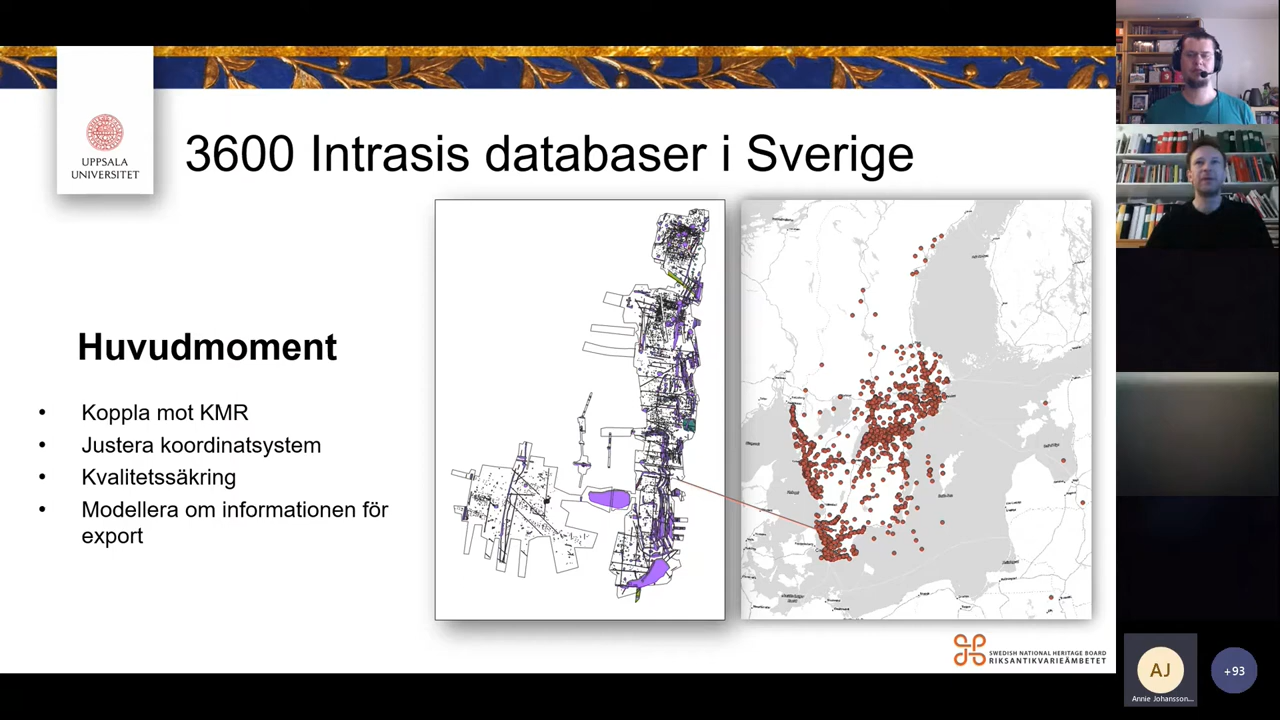 UPPSALA
UNIVERSITET
3600 Intrasis databaser i Sverige
Huvudmoment
• Koppla mot KMR
• Justera koordinatsystem
• Kvalitetssäkring
• Modellera om informationen för
export
SWEDISH NATIONAL HERITAGE BOARD
RIKSANTIKVARIEÄMBETET
AJ
Annie Johansson...
+93